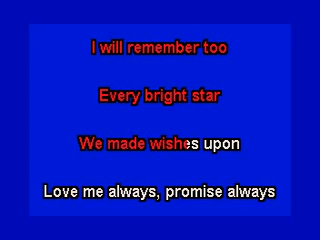 I will remember too
Every bright star
We made wishes upon
Love me always, promise always